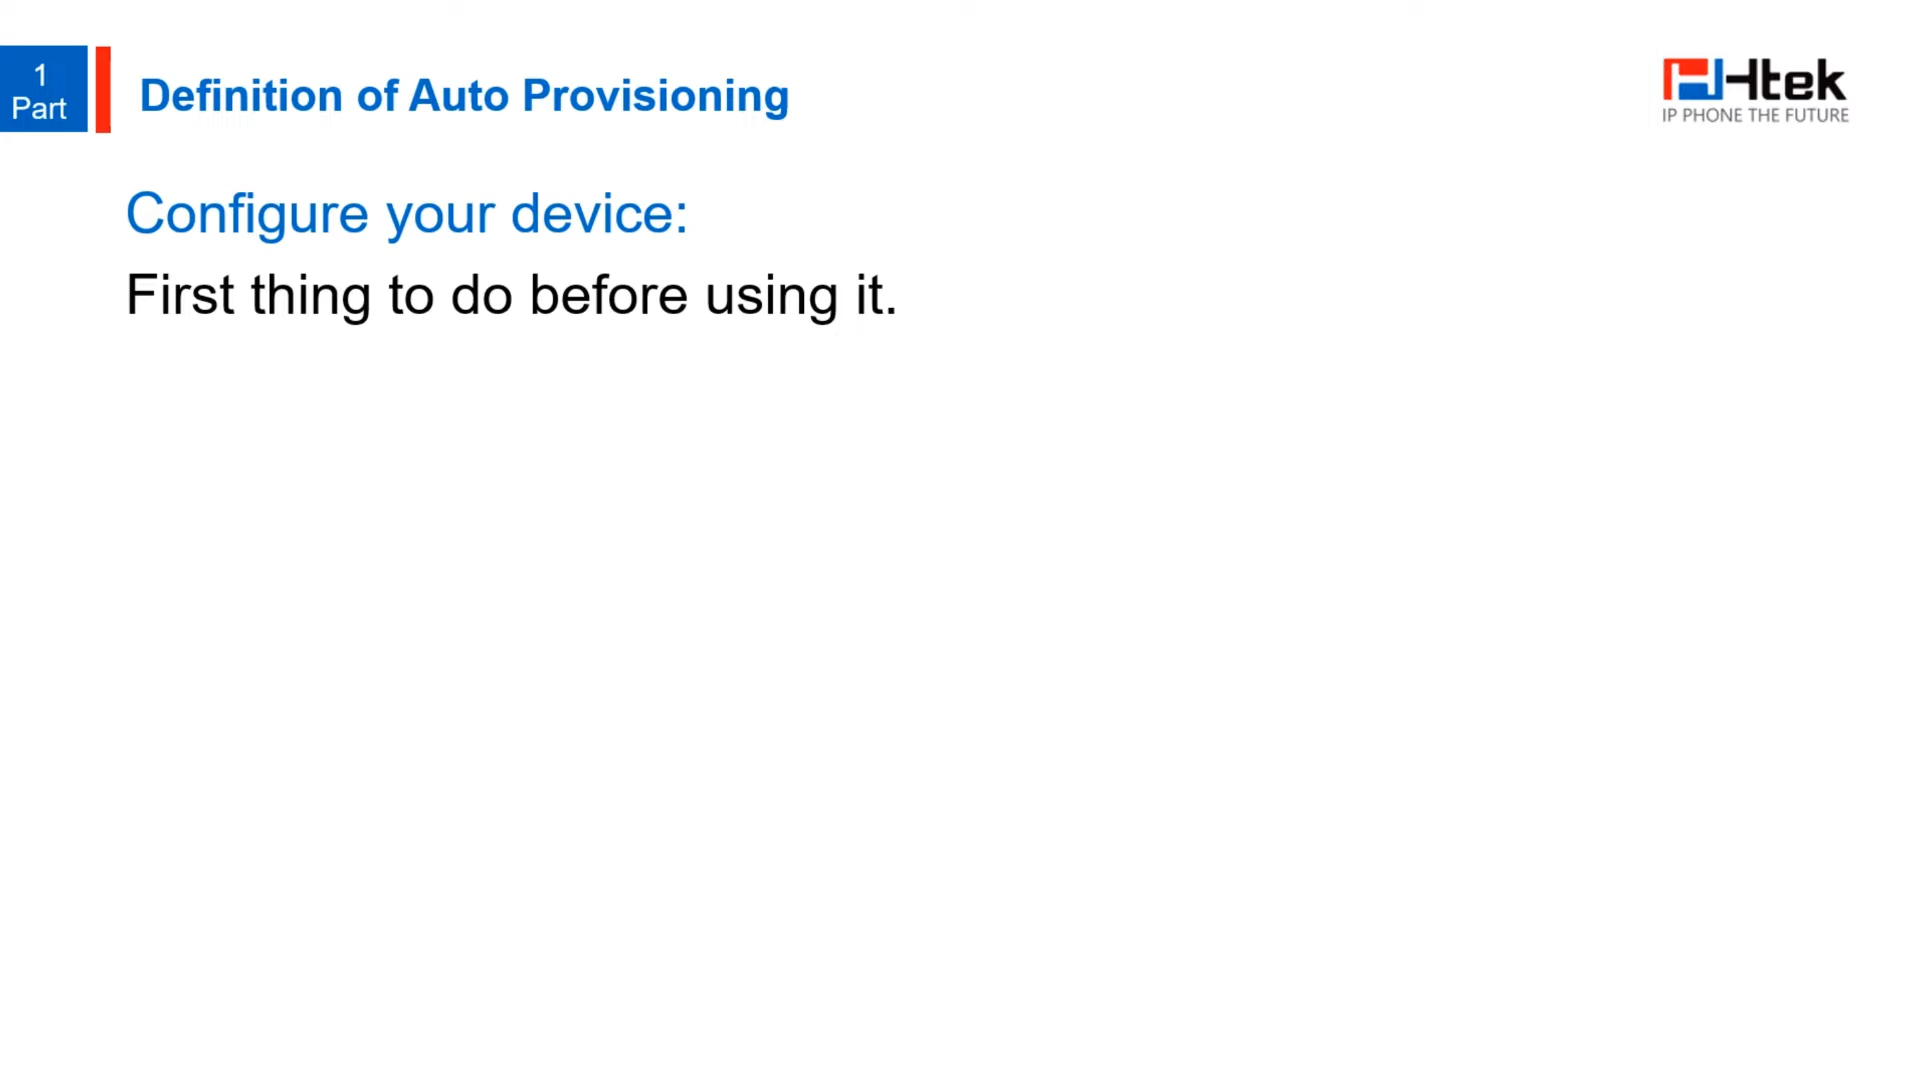 1
Part
Definition of Auto Provisioning
Htek
IP PHONE THE FUTURE
Configure your device:
First thing to do before using it.